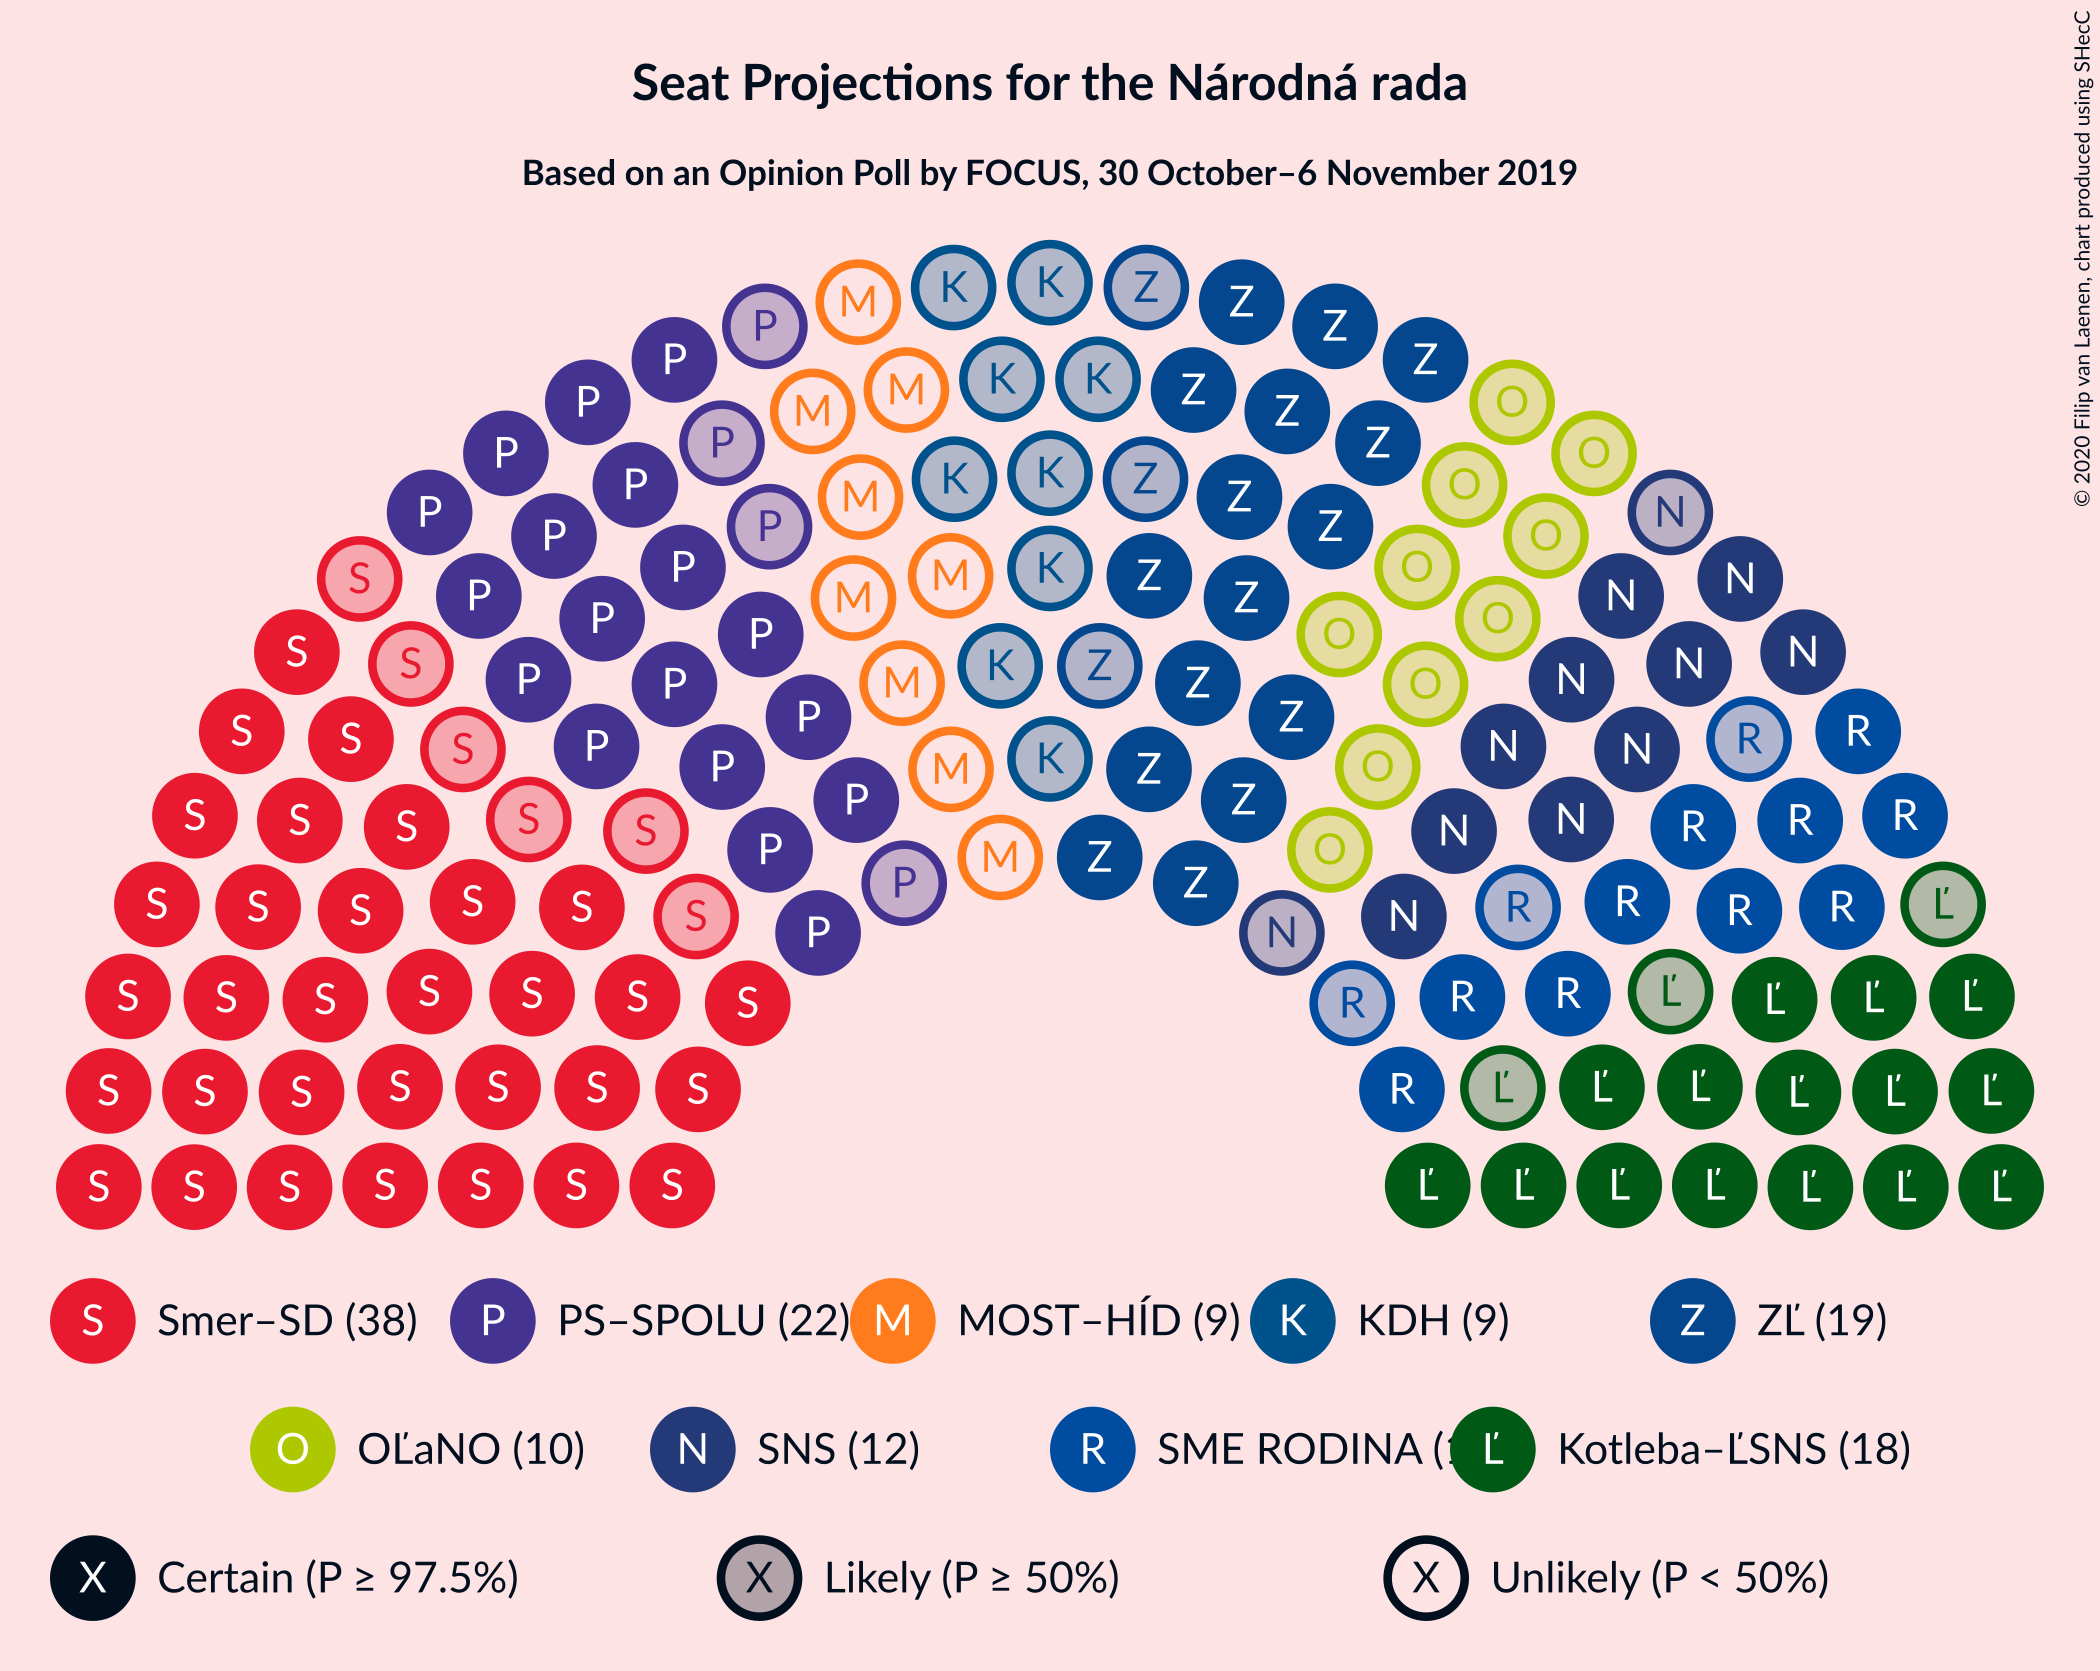 Seat Projections for the Národná rada
Based on an Opinion Poll by FOCUS, 30 October–6 November 2019
© 2020 Filip van Laenen, chart produced using SHecC
K
M K Z Z
P Z
P M K K Z Z
P M Z O
P P Z O
P P M K K Z Z O N
P P P M Z O O
S P P M M K Z Z O N N
S P P P O O N N
S S P P M K Z Z Z O N N
S S S P P P M K Z Z O N N R R
S S S S S P P M Z Z O N N R R R
S S S S S S P P P M Z Z N N R R R R Ľ
S S S S S S S R R R Ľ Ľ Ľ Ľ
S S S S S S S R Ľ Ľ Ľ Ľ Ľ Ľ
S S S S S S S Ľ Ľ Ľ Ľ Ľ Ľ Ľ
S Smer–SD (38) P PS–SPOLU (22) M MOST–HÍD (9) K KDH (9) Z ZĽ (19)
O OĽaNO (10) N SNS (12) R SME RODINA ( Ľ Kotleba–ĽSNS (18)
X Certain (P ≥ 97.5%) X Likely (P ≥ 50%) X Unlikely (P < 50%)